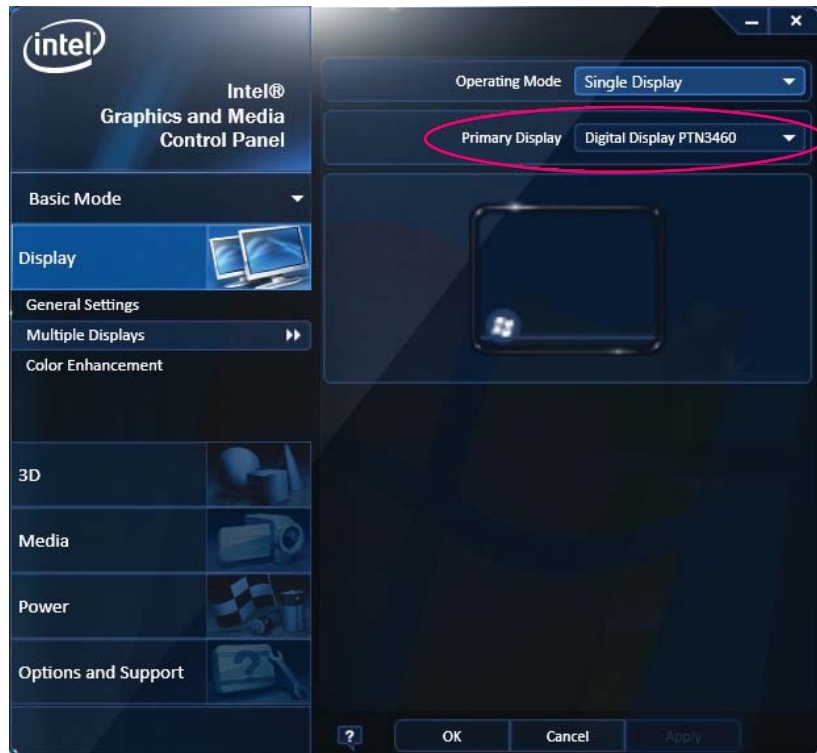 intel
Intel®
Graphics and Media
Control Panel
Basic Mode
Display
General Settings
Multiple Displays
Color Enhancement
3D
Media
Power
Options and Support
Operating Mode Single Display
Primary Display Digital Display PTN3460
?
OK Cancel Apply